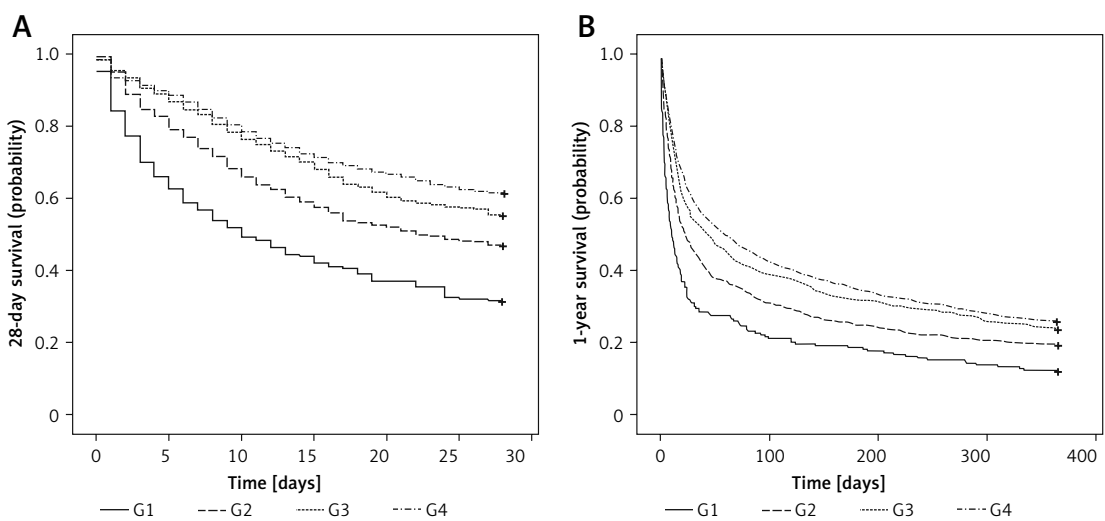 A
28-day survival (probability)
1.0
0.8
0.6
0.4
0.2
0
0 5 10 15 20 25 30
Time [days]
G1 G2 G3 G4
B
1-year survival (probability)
1.0
0.8
0.6
0.4
0.2
0
0 100 200 300 400
Time [days]
G1 G2 G3 G4